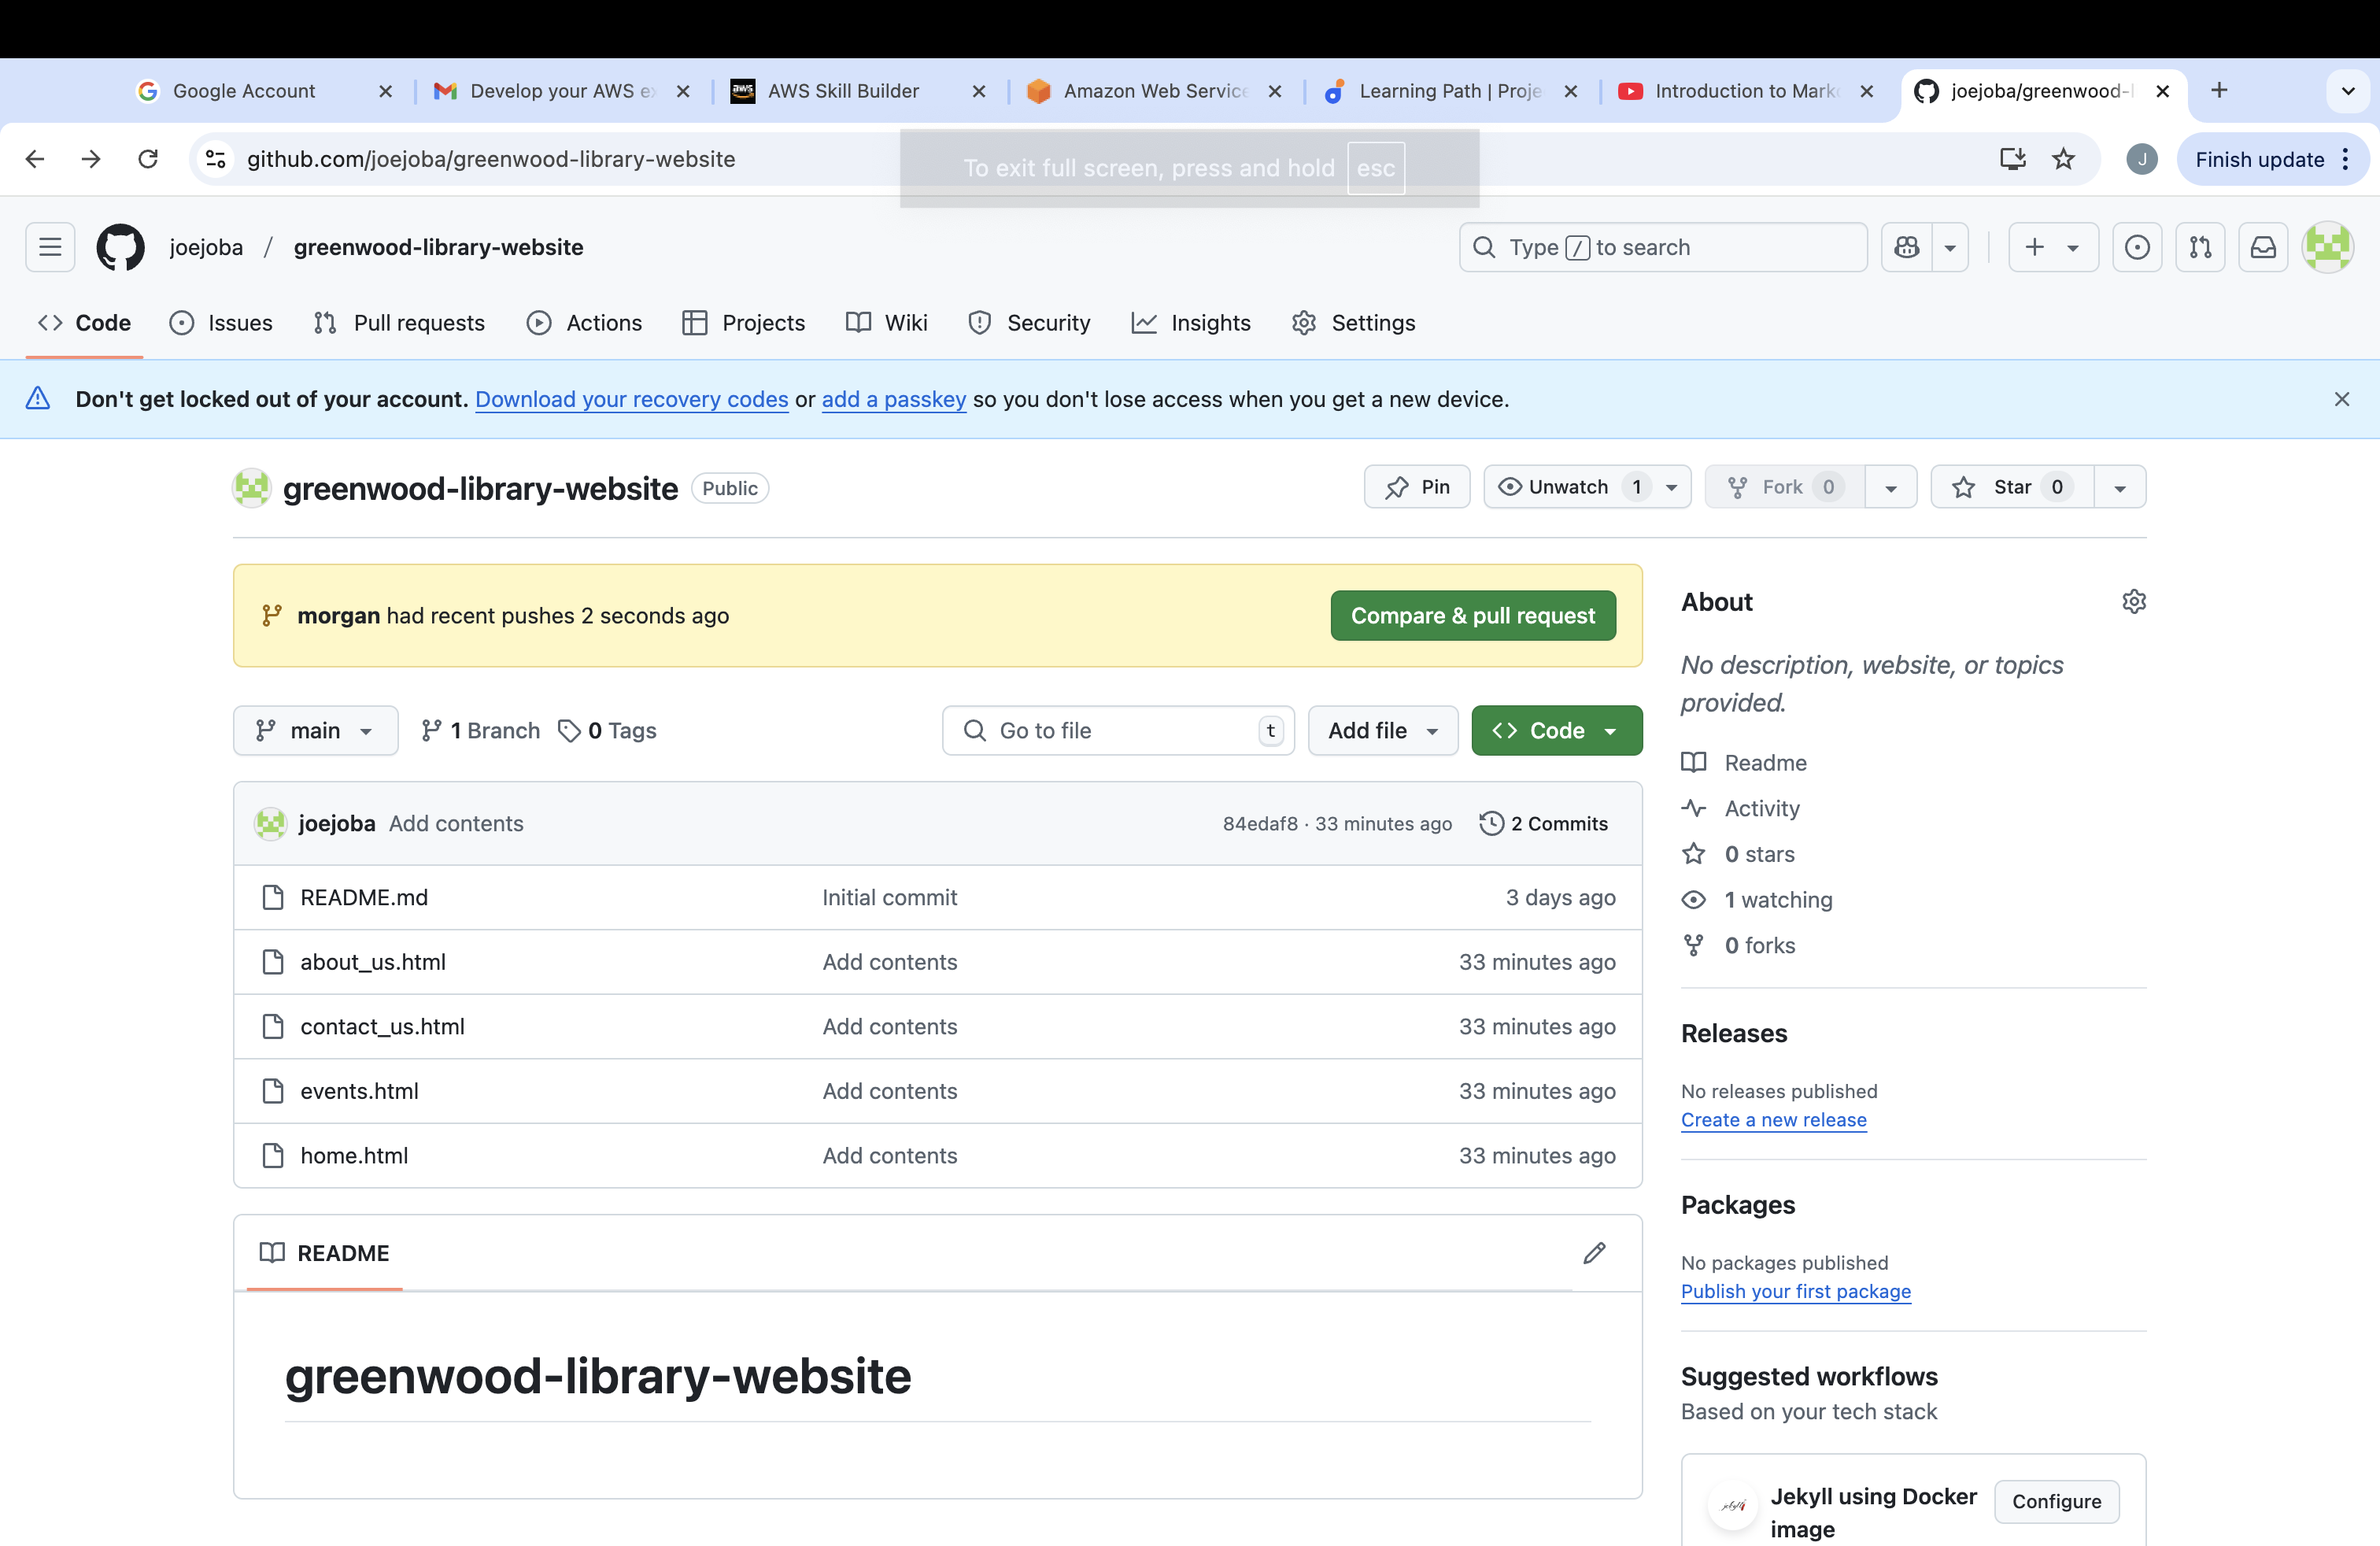 Google Account
Develop your AWS e
AWS Skill Builder
Amazon Web Service
Learning Path | Proje
Introduction to Mark
joejoba/greenwood-l
github.com/joejoba/greenwood-library-website
To exit full screen, press and hold esc
J
Finish update
joejoba / greenwood-library-website
Type / to search
Code
Issues
Pull requests
Actions
Projects
Wiki
Security
Insights
Settings
Don't get locked out of your account. Download your recovery codes or add a passkey so you don't lose access when you get a new device.
greenwood-library-website Public
Pin
Unwatch 1
Fork 0
Star 0
morgan had recent pushes 2 seconds ago
Compare & pull request
main
1 Branch
0 Tags
Go to file t
Add file
Code
joejoba Add contents 84edaf8 · 33 minutes ago 2 Commits
README.md Initial commit 3 days ago
about_us.html Add contents 33 minutes ago
contact_us.html Add contents 33 minutes ago
events.html Add contents 33 minutes ago
home.html Add contents 33 minutes ago
README
greenwood-library-website
About
No description, website, or topics
provided.
Readme
Activity
0 stars
1 watching
0 forks
Releases
No releases published
Create a new release
Packages
No packages published
Publish your first package
Suggested workflows
Based on your tech stack
Jekyll using Docker
image
Configure